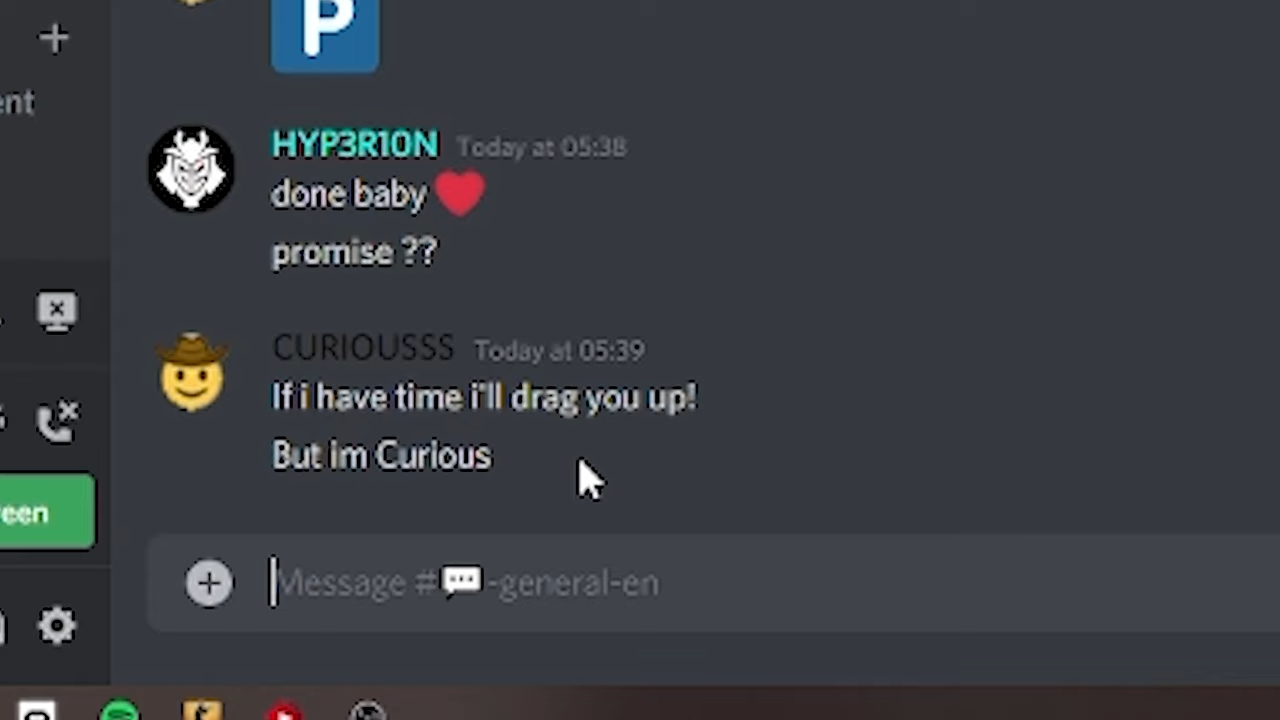 P
ent
HYP3R10N Today at 05:38
done baby ❤️
promise ??
CURIOUSSS Today at 05:39
If i have time i'll drag you up!
But im Curious
een
Message #💬-general-en